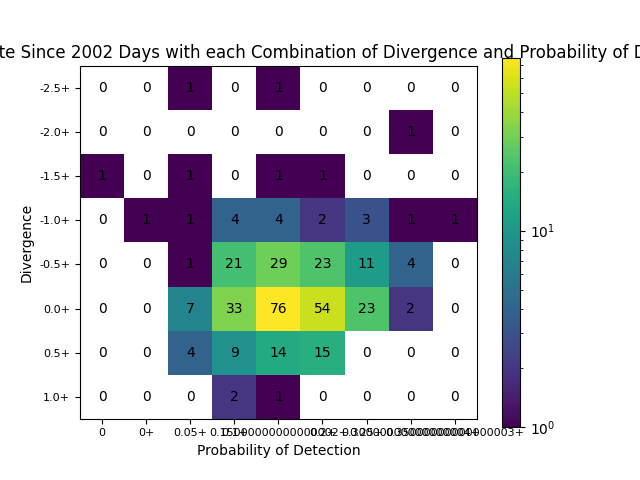 te Since 2002 Days with each Combination of Divergence and Probability of D
-2.5+ 0 0 1 0 1 0 0 0 0
-2.0+ 0 0 0 0 0 0 0 1 0
-1.5+ 1 0 1 0 1 1 0 0 0
-1.0+ 0 1 1 4 4 2 3 1 1
-0.5+ 0 0 1 21 29 23 11 4 0
0.0+ 0 0 7 33 76 54 23 2 0
0.5+ 0 0 4 9 14 15 0 0 0
1.0+ 0 0 0 2 1 0 0 0 0
Divergence
0 0+ 0.05+
Probability of Detection
10¹
10⁰